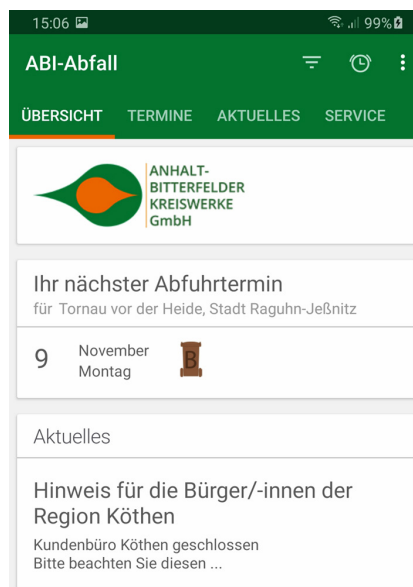 15:06 99%
ABI-Abfall
ÜBERSICHT TERMINE AKTUELLES SERVICE
ANHALT-
BITTERFELDER
KREISWERKE
GmbH
Ihr nächster Abfuhrtermin
für Tornau vor der Heide, Stadt Raguhn-Jeßnitz
9 November
Montag
B
Aktuelles
Hinweis für die Bürger/-innen der
Region Köthen
Kundenbüro Köthen geschlossen
Bitte beachten Sie diesen ...